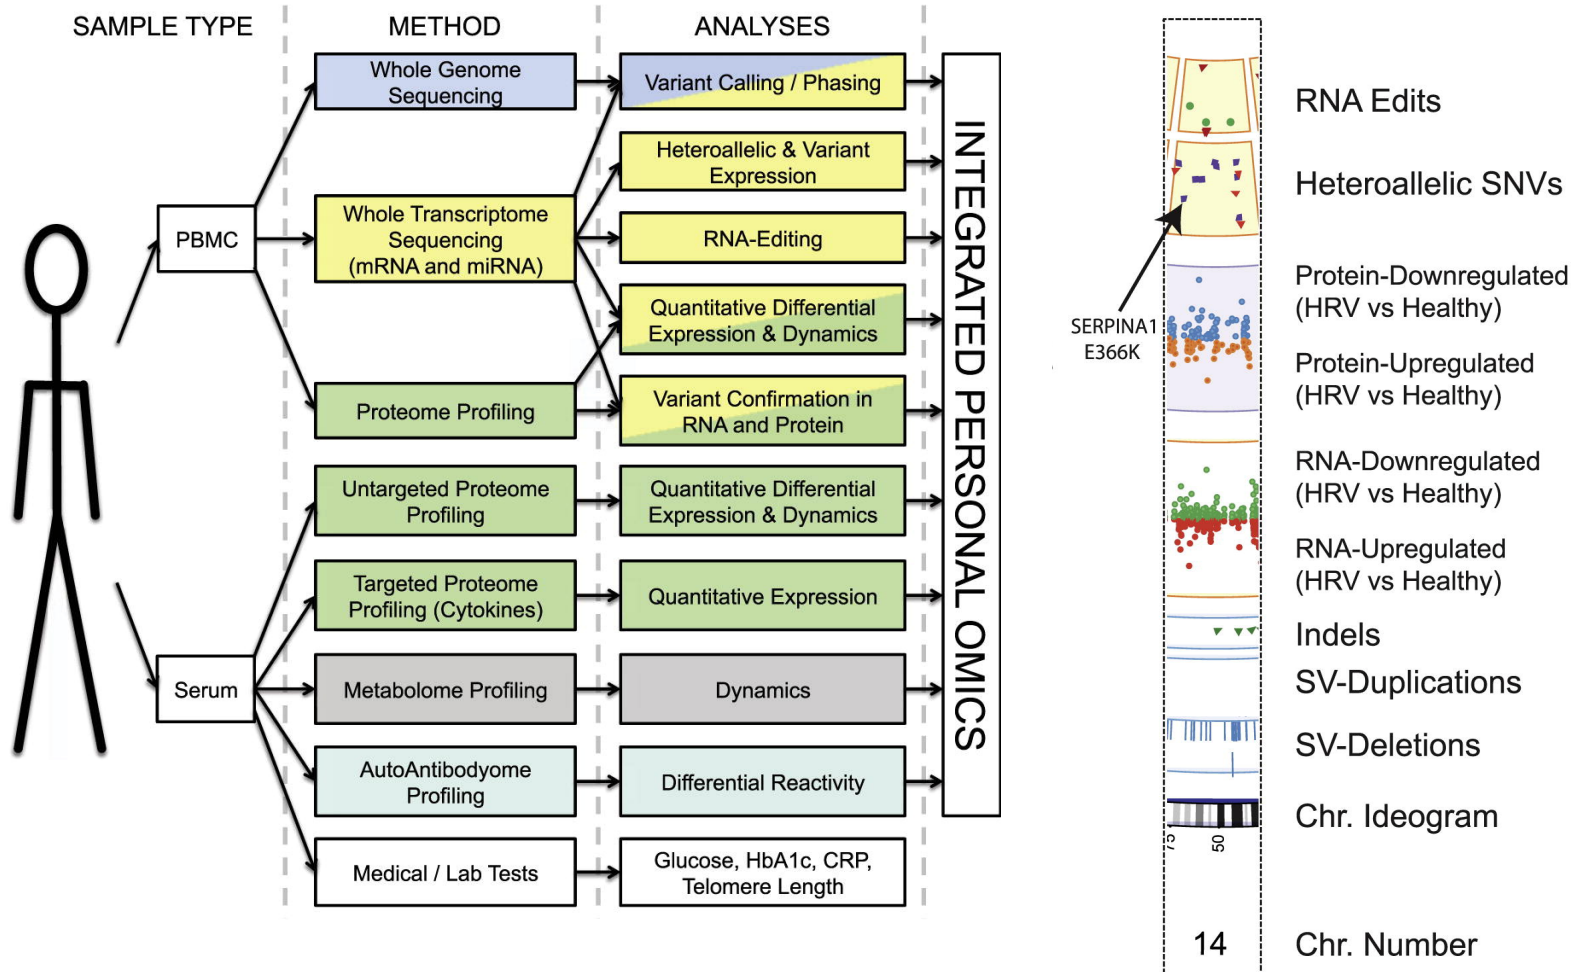 SAMPLE TYPE
METHOD
ANALYSES
PBMC
Serum
Whole Genome
Sequencing
Whole Transcriptome
Sequencing
(mRNA and miRNA)
Proteome Profiling
Untargeted Proteome
Profiling
Targeted Proteome
Profiling (Cytokines)
Metabolome Profiling
AutoAntibodyome
Profiling
Medical / Lab Tests
Variant Calling / Phasing
Heteroallelic & Variant
Expression
RNA-Editing
Quantitative Differential
Expression & Dynamics
Variant Confirmation in
RNA and Protein
Quantitative Differential
Expression & Dynamics
Quantitative Expression
Dynamics
Differential Reactivity
Glucose, HbA1c, CRP,
Telomere Length
INTEGRATED PERSONAL OMICS
SERPINA1
E366K
RNA Edits
Heteroallelic SNVs
Protein-Downregulated
(HRV vs Healthy)
Protein-Upregulated
(HRV vs Healthy)
RNA-Downregulated
(HRV vs Healthy)
RNA-Upregulated
(HRV vs Healthy)
Indels
SV-Duplications
SV-Deletions
Chr. Ideogram
50
14
Chr. Number